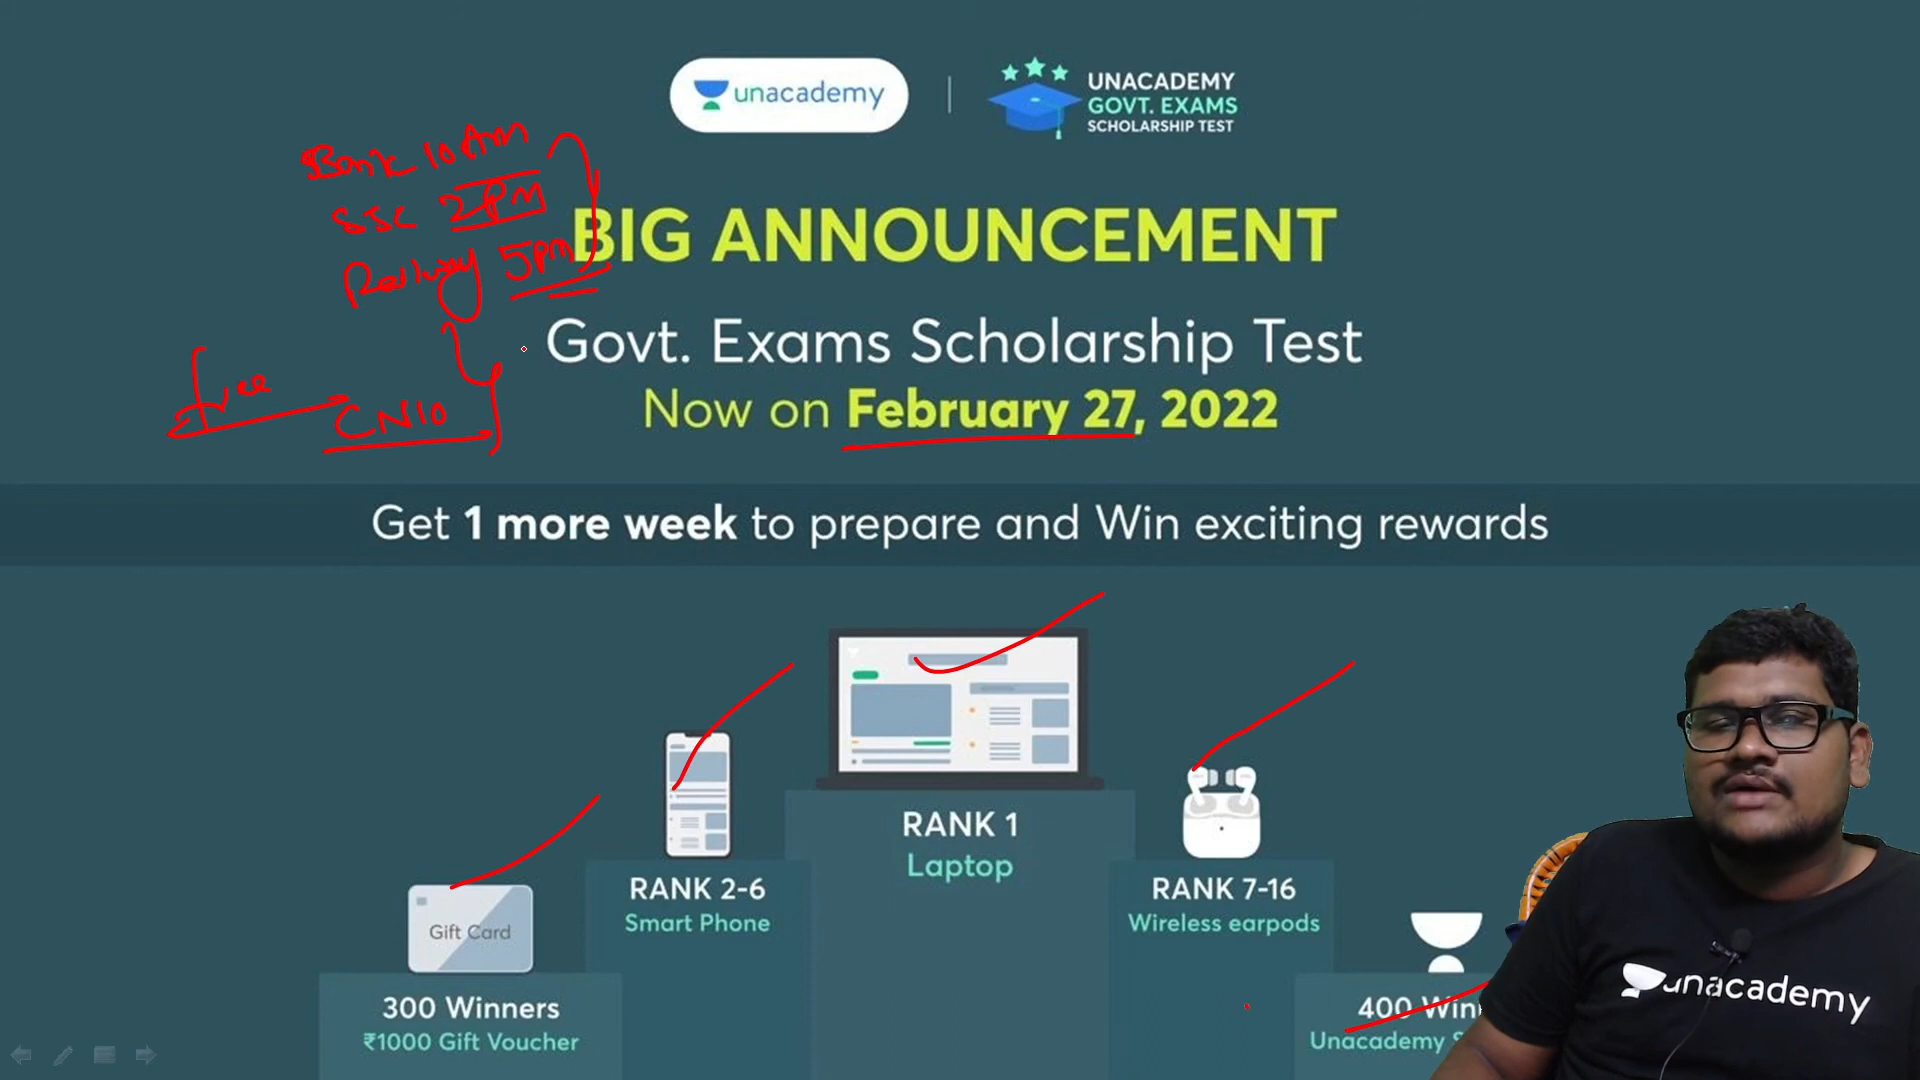 unacademy
UNACADEMY
GOVT. EXAMS
SCHOLARSHIP TEST
Bank 10 AM
SSC 2PM
Railway 5pm
BIG ANNOUNCEMENT
Govt. Exams Scholarship Test
free
CN10
Now on February 27, 2022
Get 1 more week to prepare and Win exciting rewards
RANK 1
Laptop
RANK 2-6
Smart Phone
RANK 7-16
Wireless earpods
Gift Card
300 Winners
₹1000 Gift Voucher
400
Unacademy
unacademy